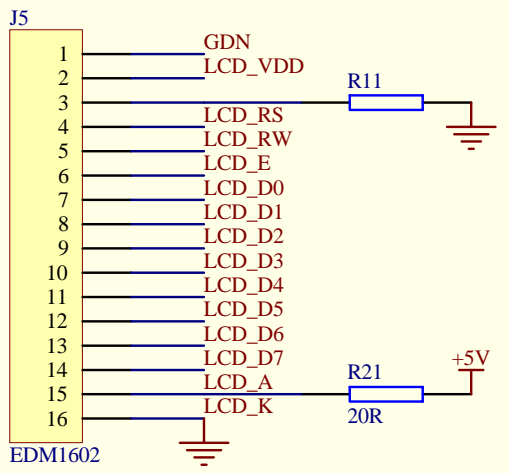 J5
1 GDN
2 LCD_VDD
3 R11
4 LCD_RS
5 LCD_RW
6 LCD_E
7 LCD_D0
8 LCD_D1
9 LCD_D2
10 LCD_D3
11 LCD_D4
12 LCD_D5
13 LCD_D6
14 LCD_D7
15 LCD_A R21 +5V
16 LCD_K 20R
EDM1602